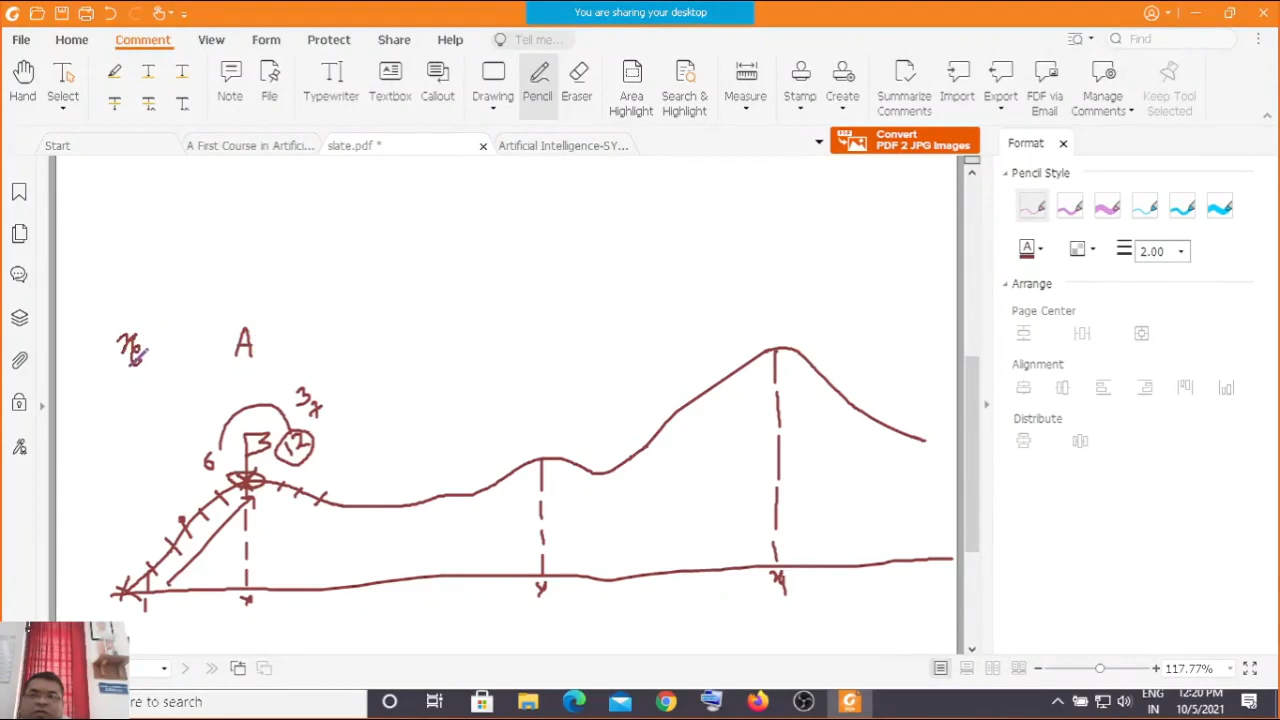 You are sharing your desktop
File Home Comment View Form Protect Share Help Tell me... Find
Hand Select Note File Typewriter Textbox Callout Drawing Pencil Eraser Area Highlight Search & Highlight Measure Stamp Create Summarize Comments Import Export PDF via Email Manage Comments Keep Tool Selected
Start A First Course in Artifici... slate.pdf * Artificial Intelligence-SY... Convert PDF 2 JPG Images Format
Pencil Style
A 2.00
Arrange
Page Center
Alignment
Distribute
A
3x
12
6
1
117.77%
re to search
ENG
IN
12:20 PM
10/5/2021